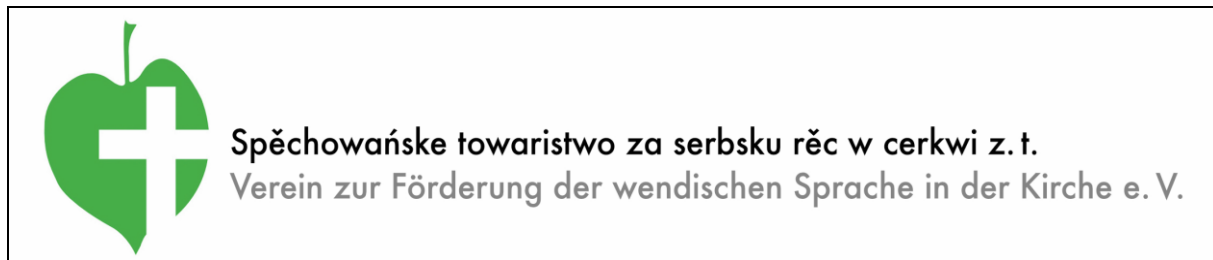 Spěchowańske towaristwo za serbsku rěc w cerkwi z. t.
Verein zur Förderung der wendischen Sprache in der Kirche e. V.